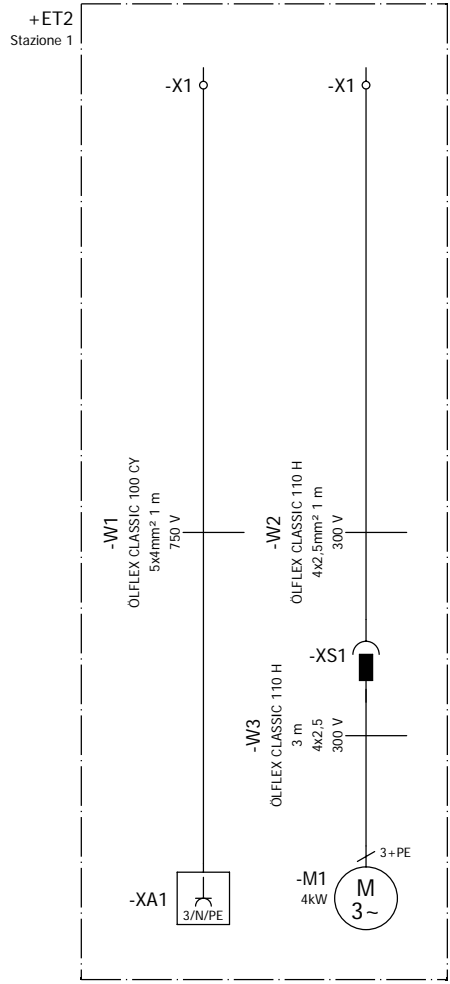 +ET2
Stazione 1
-X1
-X1
-W1
ÖLFLEX CLASSIC 100 CY
5x4mm² 1 m
750 V
-W2
ÖLFLEX CLASSIC 110 H
4x2,5mm² 1 m
300 V
-XS1
-W3
ÖLFLEX CLASSIC 110 H
3 m
4x2,5
300 V
-XA1
3/N/PE
3+PE
-M1
4kW
M
3~